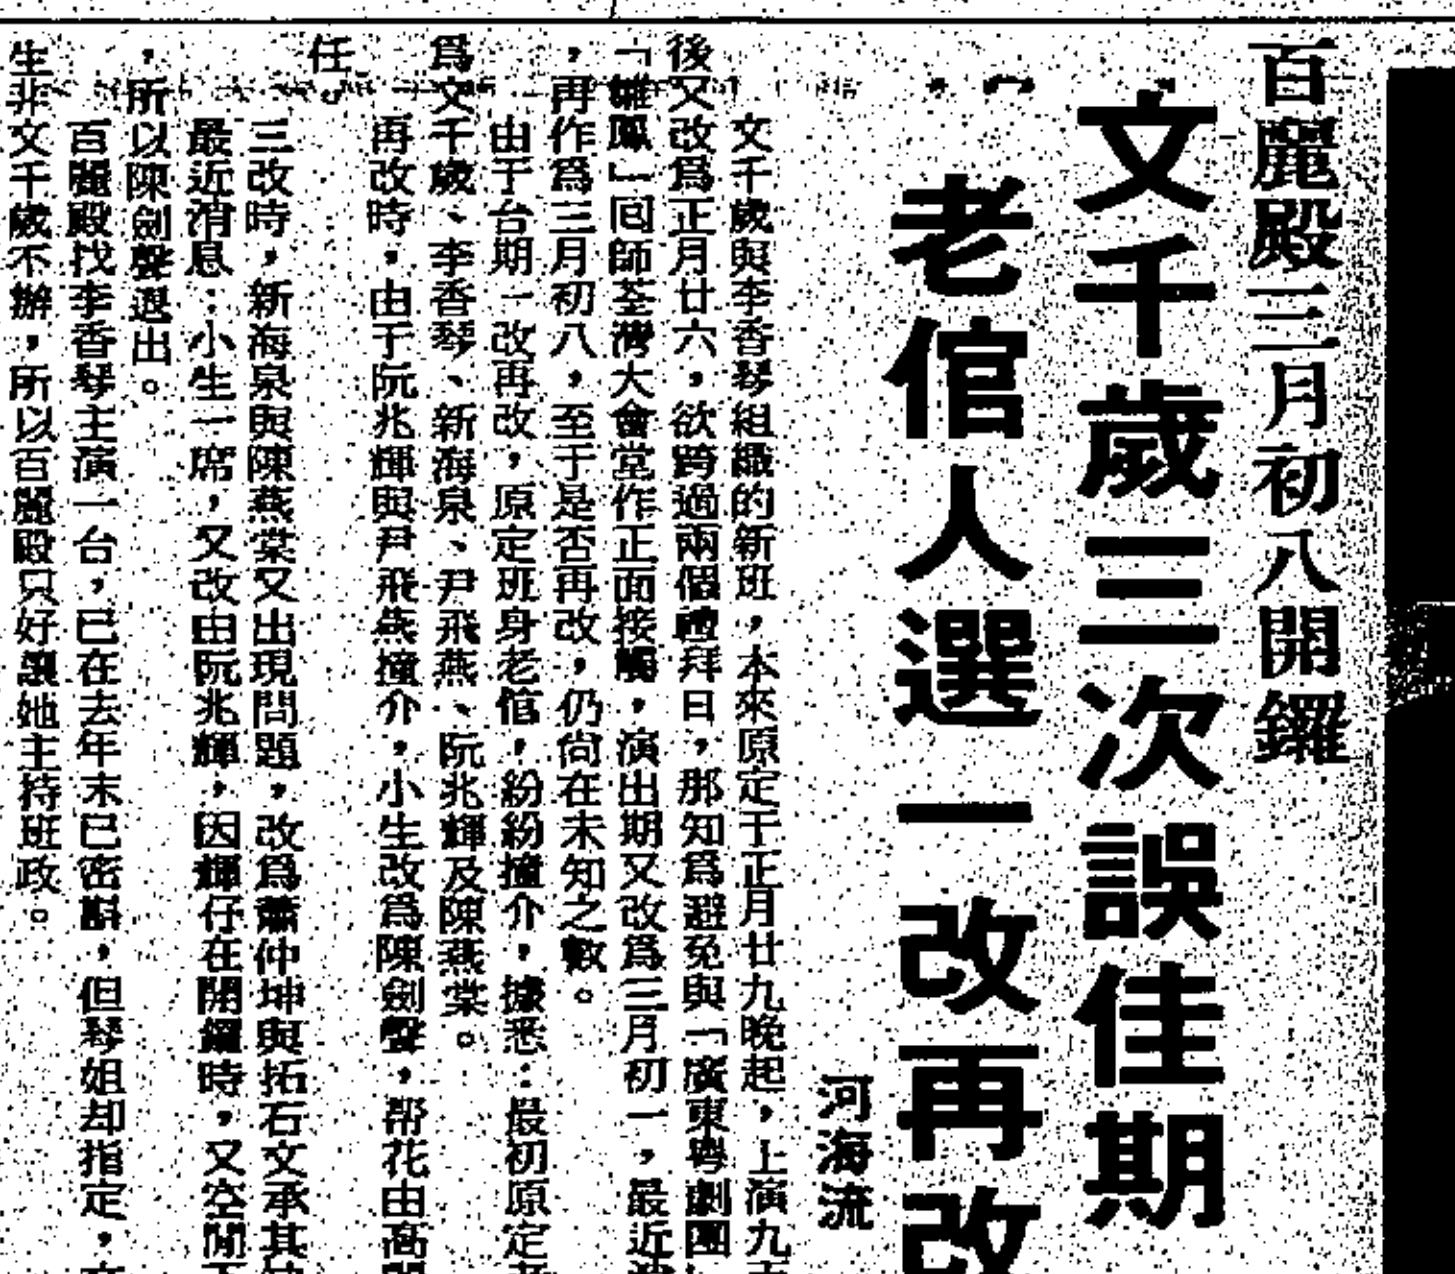 百麗殿三月初八開鑼
文千歲三次誤佳期
老倌人選一改再改
河海流
文千歲與李香琴組織的新班，本來原定于正月廿九晚起，上演九
後又改爲正月廿六，欲跨過兩個禮拜日，那知爲避免與「廣東粵劇團」
「雛鳳」囘師荃灣大會堂作正面接觸，演出期又改爲三月初一，最近
，再作爲三月初八，至于是否再改，仍尙在未知之數。
由于台期一改再改，原定班身老倌，紛紛撞介，據悉：最初原定
爲文千歲、李香琴、新海泉、尹飛燕、阮兆輝及陳燕棠。
再改時，由于阮兆輝與尹飛燕撞介，小生改爲陳劍聲，幫花由高
任。
三改時，新海泉與陳燕棠又出現問題，改爲蕭仲坤與拓石文承其
最近消息：小生一席，又改由阮兆輝，因輝仔在開鑼時，又空閒
，所以陳劍聲退出。
百麗殿找李香琴主演一台，已在去年末已密斟，但琴姐却指定，
生非文千歲不辦，所以百麗殿只好讓她主持班政。